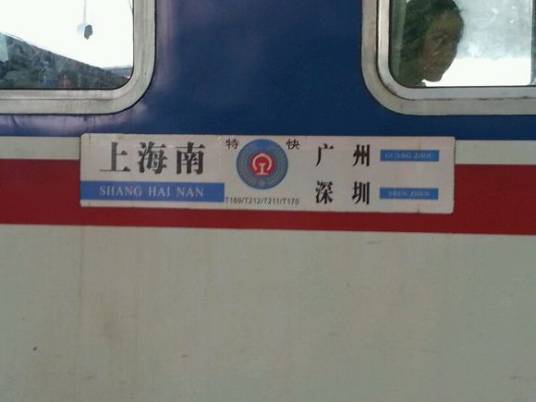 上海南
SHANG HAI NAN
特 快
T169/T212/T211/T170
广 州
GUANG ZHOU
深 圳
SHEN ZHEN